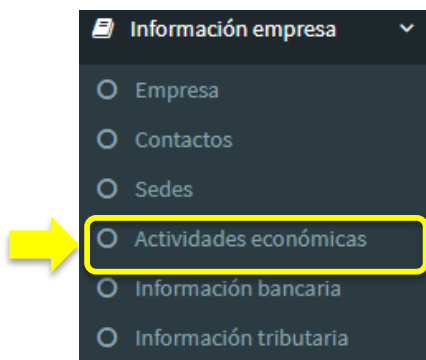 Información empresa
Empresa
Contactos
Sedes
Actividades económicas
Información bancaria
Información tributaria